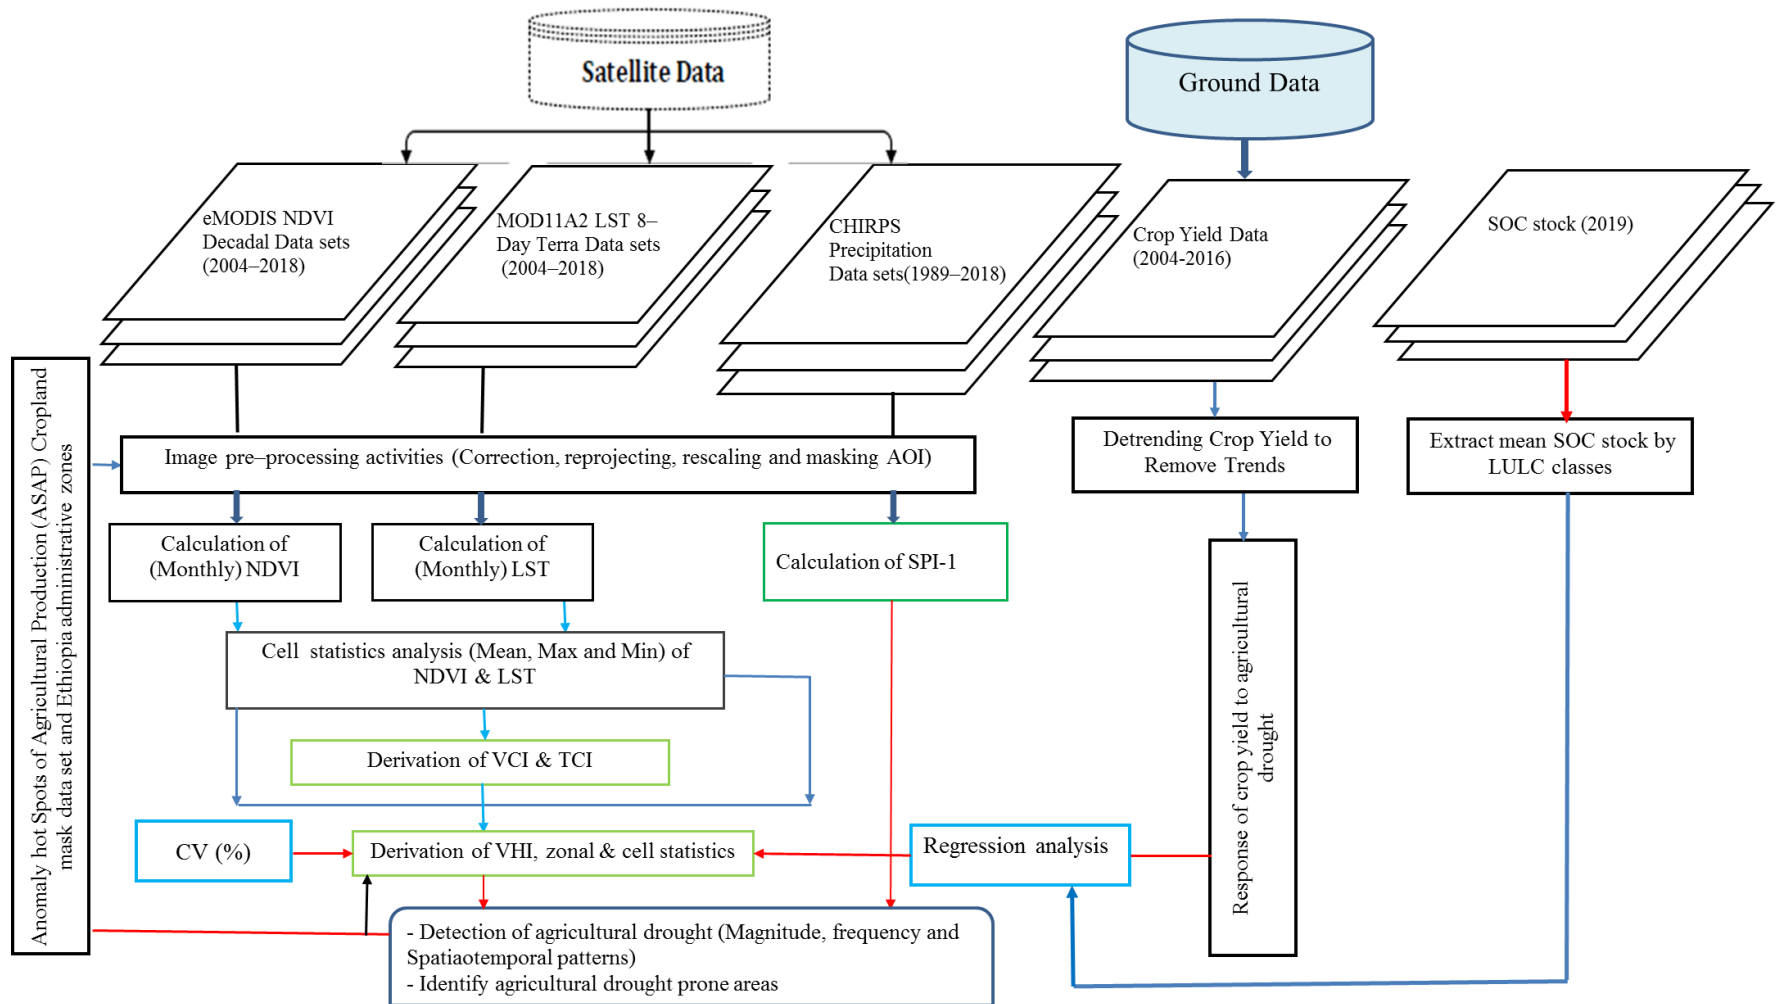 Satellite Data
Ground Data
eMODIS NDVI
Decadal Data sets
(2004–2018)
MOD11A2 LST 8–
Day Terra Data sets
(2004–2018)
CHIRPS
Precipitation
Data sets(1989–2018)
Crop Yield Data
(2004-2016)
SOC stock (2019)
Anomaly hot Spots of Agricultural Production (ASAP) Cropland
mask data set and Ethiopia administrative zones
Image pre–processing activities (Correction, reprojecting, rescaling and masking AOI)
Detrending Crop Yield to
Remove Trends
Extract mean SOC stock by
LULC classes
Calculation of
(Monthly) NDVI
Calculation of
(Monthly) LST
Calculation of SPI-1
Response of crop yield to agricultural
drought
Cell statistics analysis (Mean, Max and Min) of
NDVI & LST
Derivation of VCI & TCI
CV (%)
Derivation of VHI, zonal & cell statistics
Regression analysis
- Detection of agricultural drought (Magnitude, frequency and
Spatiaotemporal patterns)
- Identify agricultural drought prone areas